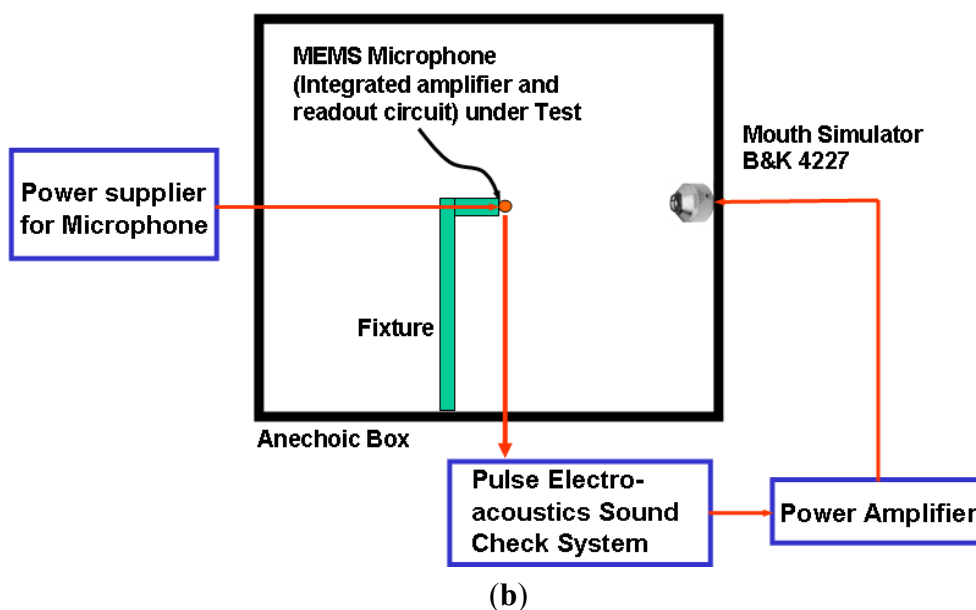 MEMS Microphone
(Integrated amplifier and
readout circuit) under Test
Mouth Simulator
B&K 4227
Power supplier
for Microphone
Fixture
Anechoic Box
Pulse Electro-
acoustics Sound
Check System
Power Amplifier
(b)